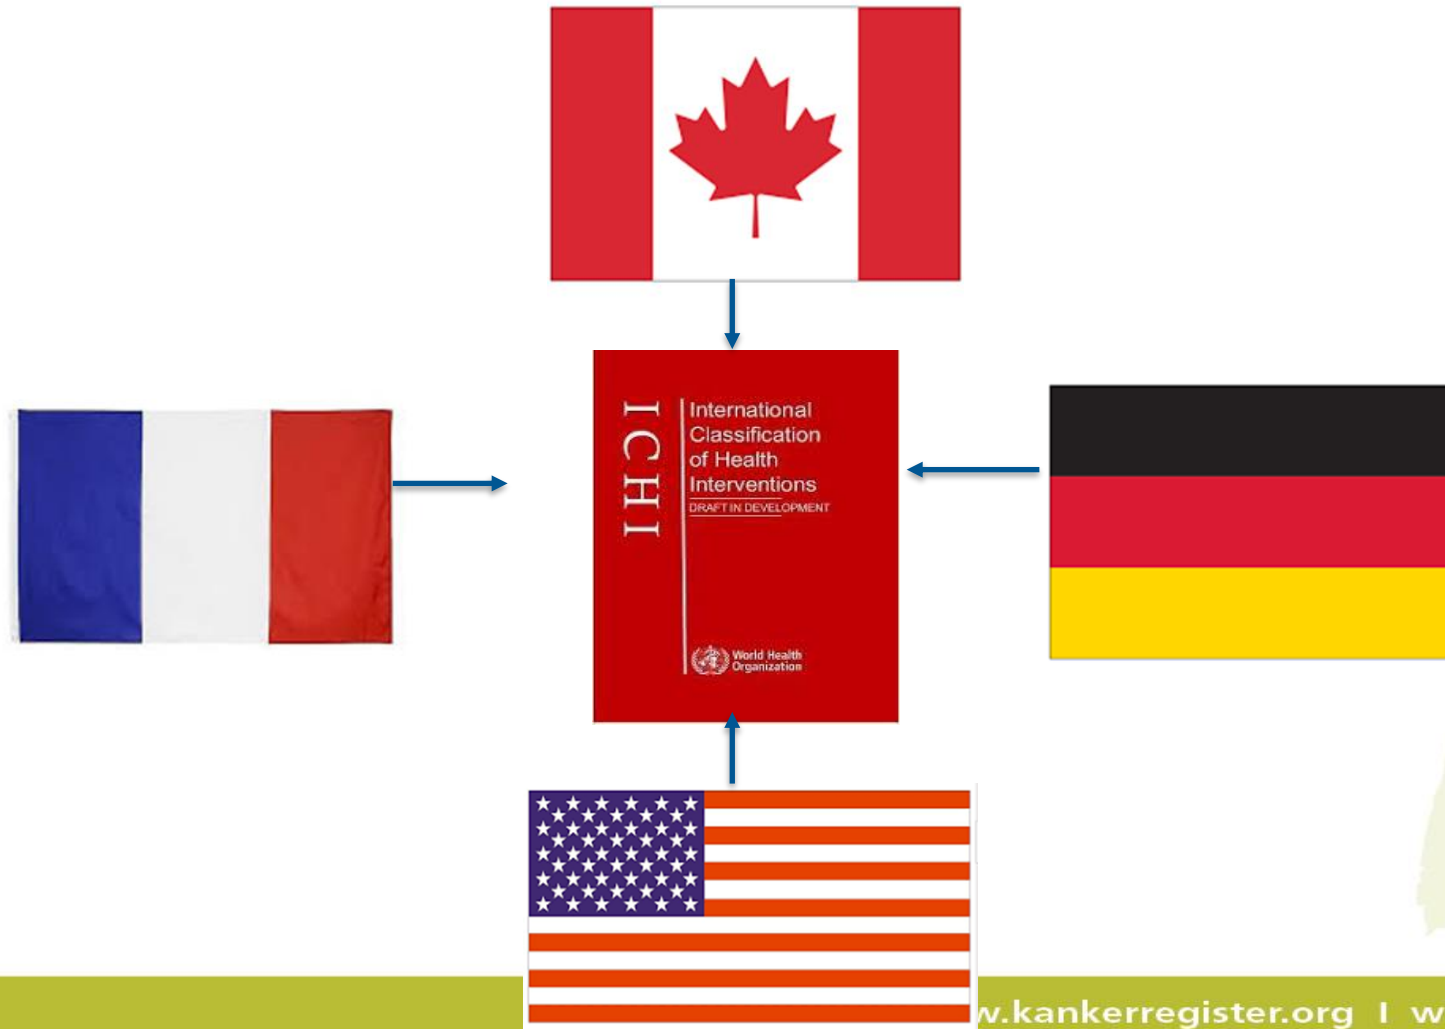 ICHI
International
Classification
of Health
Interventions
DRAFT IN DEVELOPMENT
World Health
Organization
.kankerregister.org I w